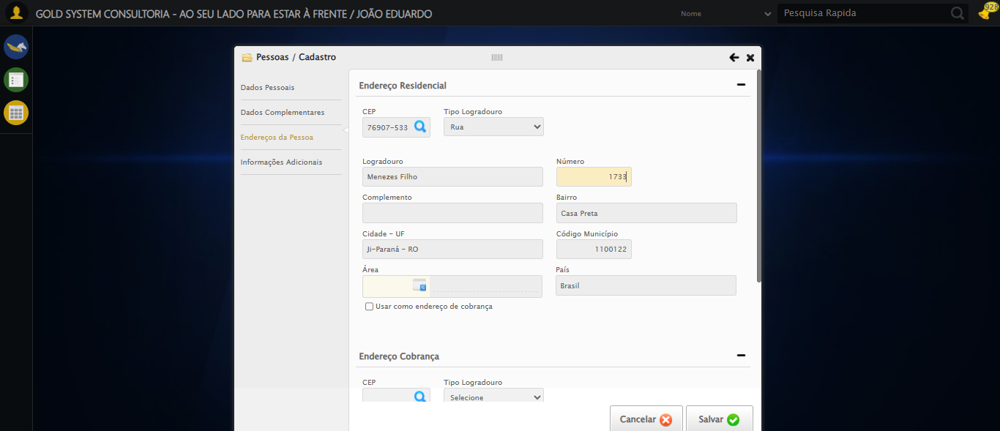 GOLD SYSTEM CONSULTORIA - AO SEU LADO PARA ESTAR À FRENTE / JOÃO EDUARDO
Nome
Pesquisa Rapida
928
Pessoas / Cadastro
Dados Pessoais
Dados Complementares
Endereços da Pessoa
Informações Adicionais
Endereço Residencial
CEP Tipo Logradouro
76907-533 Rua
Logradouro Número
Menezes Filho 1733
Complemento Bairro
Casa Preta
Cidade - UF Código Município
Ji-Paraná - RO 1100122
Área País
Brasil
Usar como endereço de cobrança
Endereço Cobrança
CEP Tipo Logradouro
Selecione
Cancelar Salvar